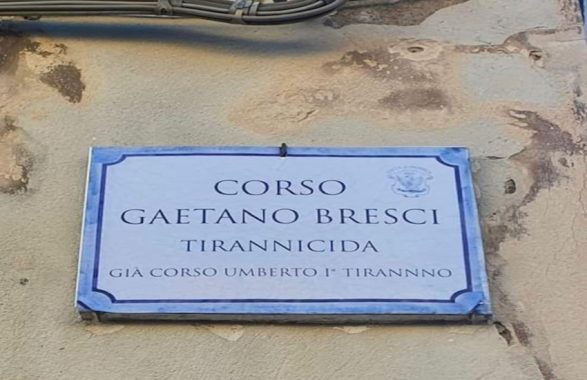 CORSO
GAETANO BRESCI
TIRANNICIDA
GIÀ CORSO UMBERTO I° TIRANNNO